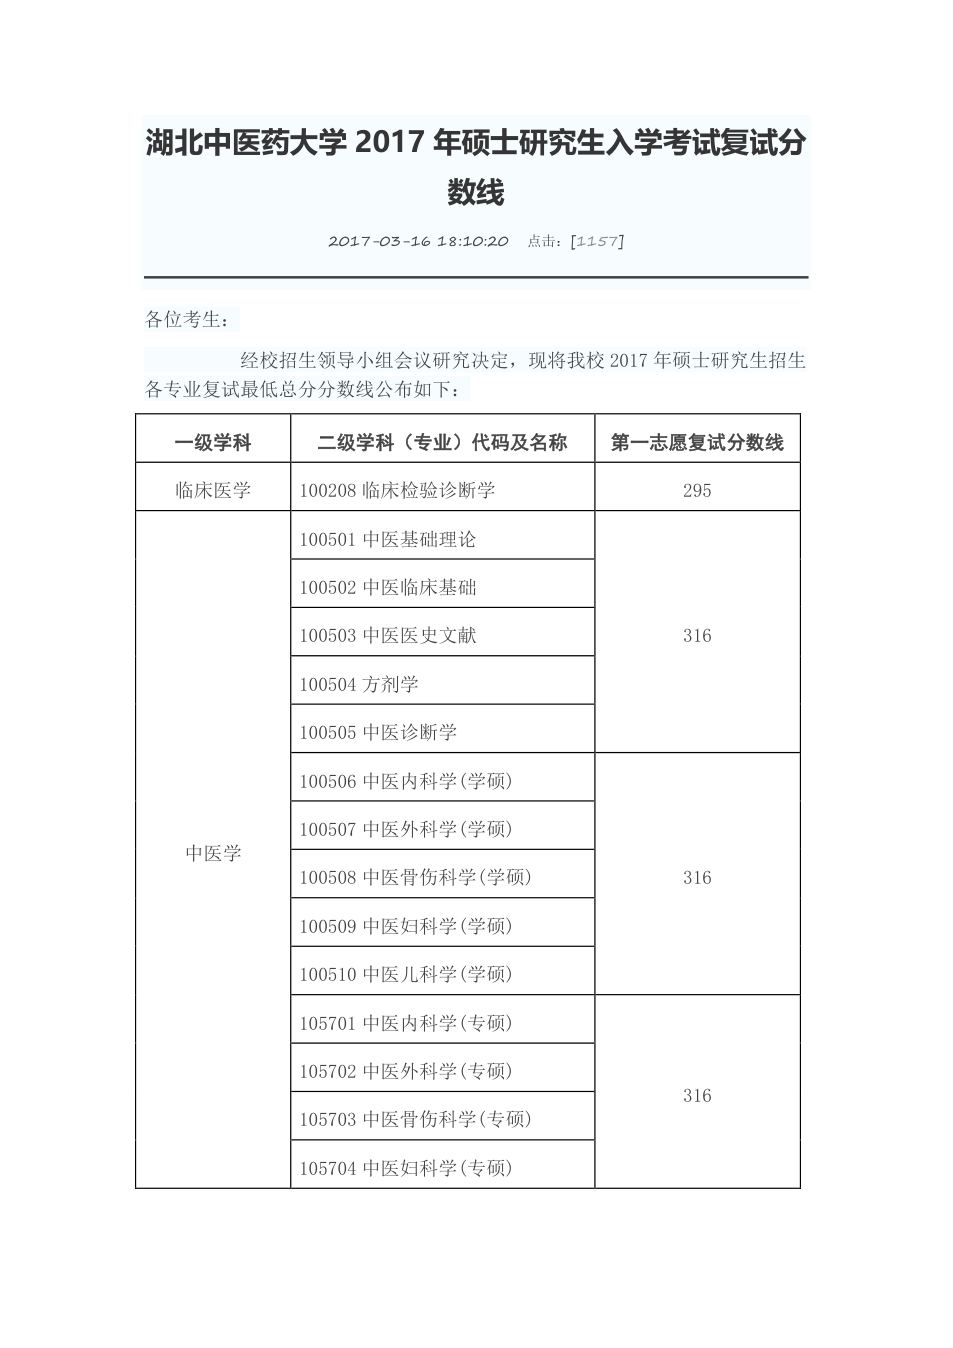 湖北中医药大学 2017 年硕士研究生入学考试复试分
数线
2017-03-16 18:10:20 点击：[1157]
各位考生：
经校招生领导小组会议研究决定，现将我校 2017 年硕士研究生招生
各专业复试最低总分分数线公布如下：
一级学科 二级学科（专业）代码及名称 第一志愿复试分数线
临床医学 100208 临床检验诊断学 295
100501 中医基础理论
100502 中医临床基础
100503 中医医史文献 316
100504 方剂学
100505 中医诊断学
100506 中医内科学(学硕)
100507 中医外科学(学硕)
中医学
100508 中医骨伤科学(学硕) 316
100509 中医妇科学(学硕)
100510 中医儿科学(学硕)
105701 中医内科学(专硕)
105702 中医外科学(专硕)
316
105703 中医骨伤科学(专硕)
105704 中医妇科学(专硕)